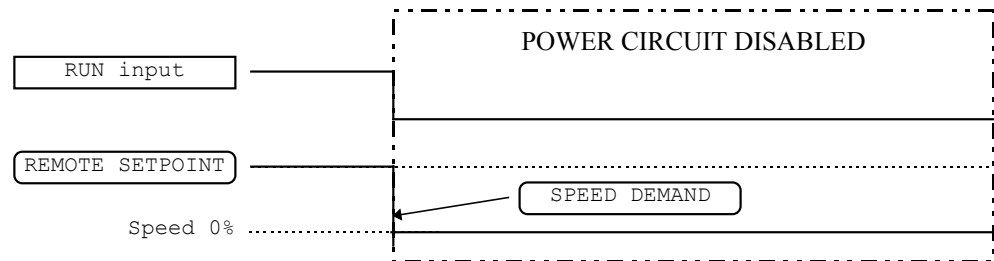 POWER CIRCUIT DISABLED
RUN input
REMOTE SETPOINT
SPEED DEMAND
Speed 0%